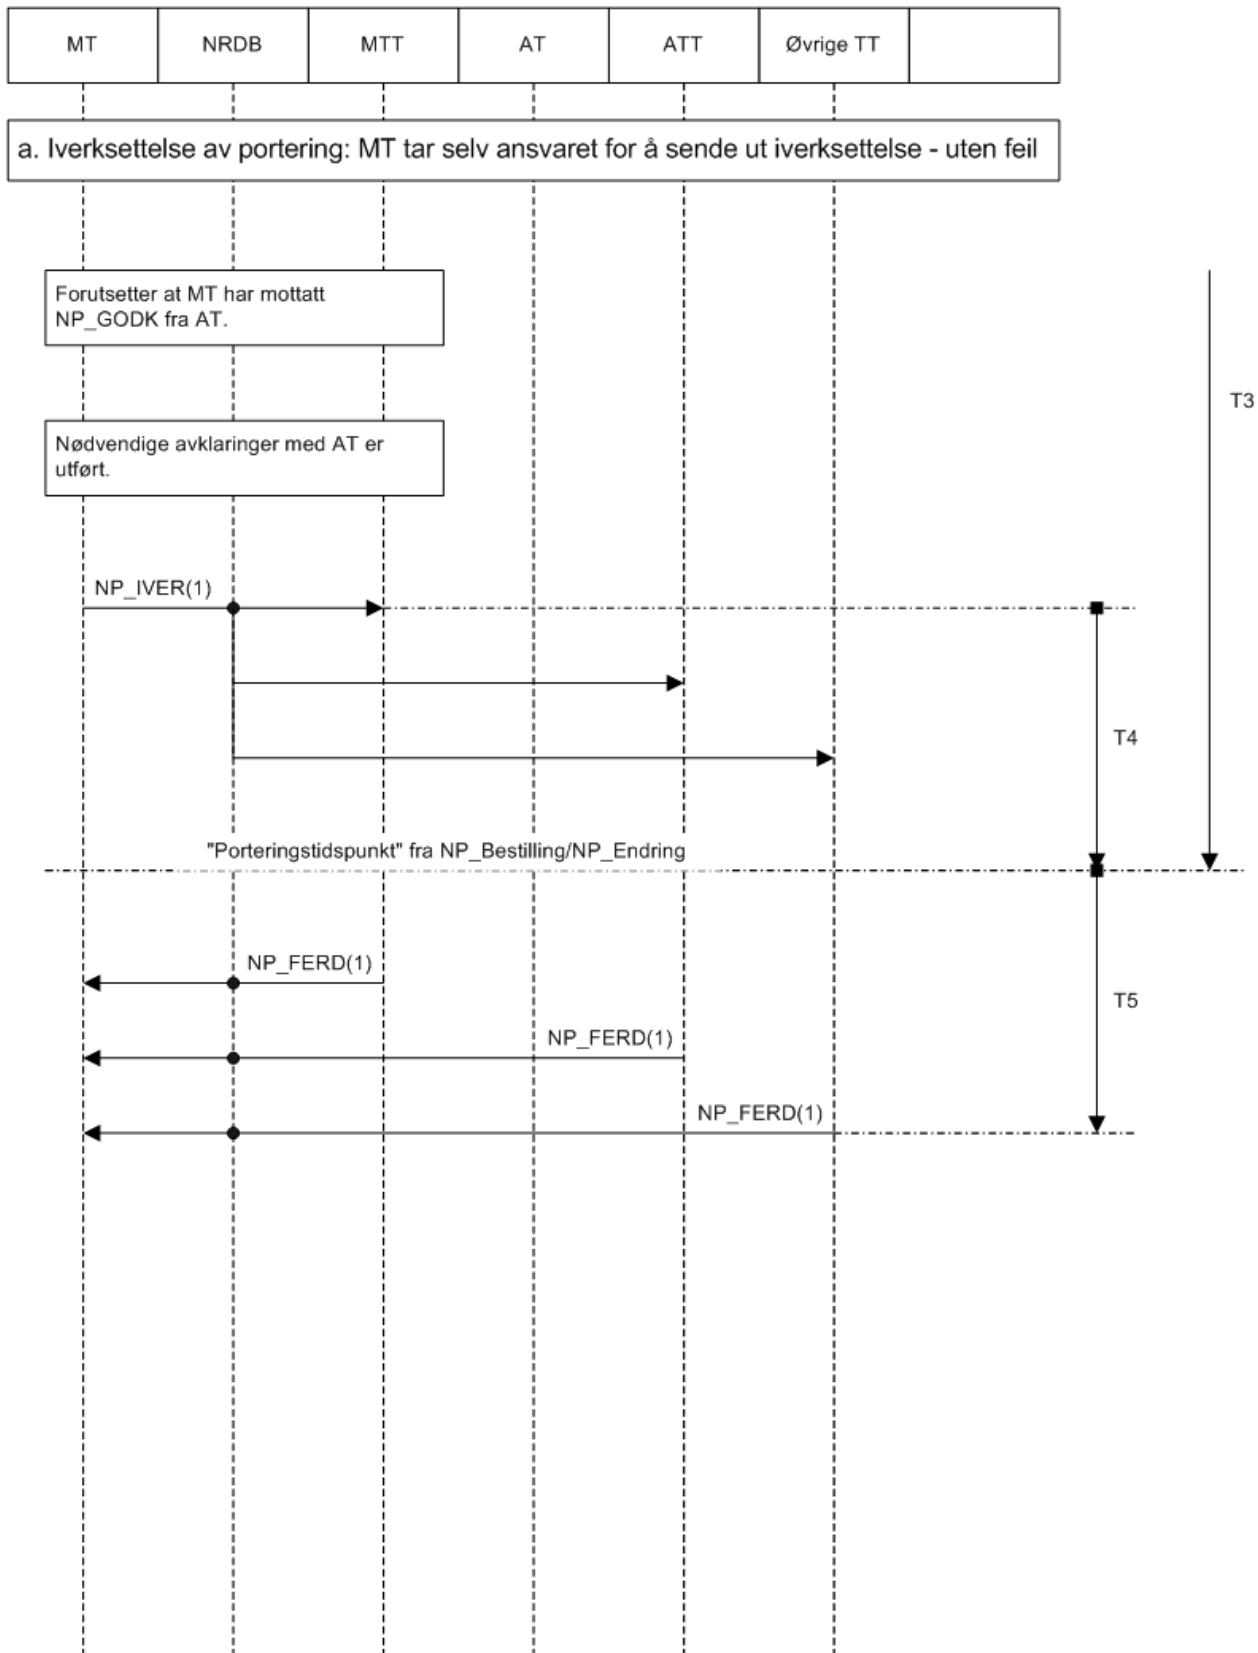 MT NRDB MTT AT ATT Øvrige TT
a. Iverksettelse av portering: MT tar selv ansvaret for å sende ut iverksettelse - uten feil
Forutsetter at MT har mottatt
NP_GODK fra AT.
T3
Nødvendige avklaringer med AT er
utført.
NP_IVER(1)
T4
"Porteringstidspunkt" fra NP_Bestilling/NP_Endring
NP_FERD(1)
T5
NP_FERD(1)
NP_FERD(1)